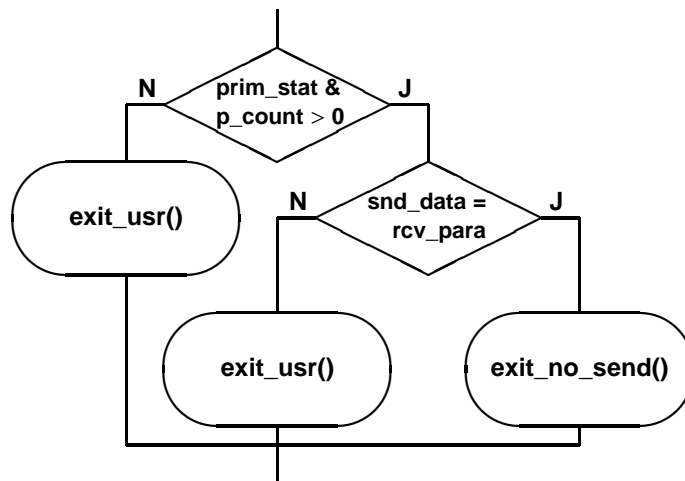 N
prim_stat &
p_count > 0
J
exit_usr()
N
snd_data =
rcv_para
J
exit_usr()
exit_no_send()